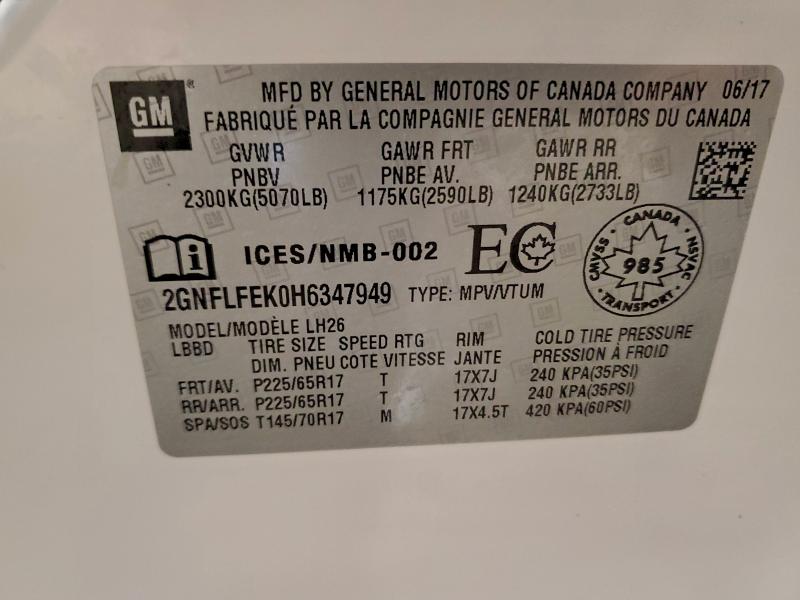 GM
MFD BY GENERAL MOTORS OF CANADA COMPANY 06/17
FABRIQUÉ PAR LA COMPAGNIE GENERAL MOTORS DU CANADA
GVWR GAWR FRT GAWR RR
PNBV PNBE AV. PNBE ARR.
2300KG(5070LB) 1175KG(2590LB) 1240KG(2733LB)
i ICES/NMB-002 EC
CANADA
CMVSS 985 NSVAC
TRANSPORT
2GNFLFEK0H6347949 TYPE: MPV/VTUM
MODEL/MODÈLE LH26
LBBD TIRE SIZE SPEED RTG RIM COLD TIRE PRESSURE
DIM. PNEU COTE VITESSE JANTE PRESSION À FROID
FRT/AV. P225/65R17 T 17X7J 240 KPA(35PSI)
RR/ARR. P225/65R17 T 17X7J 240 KPA(35PSI)
SPA/SOS T145/70R17 M 17X4.5T 420 KPA(60PSI)